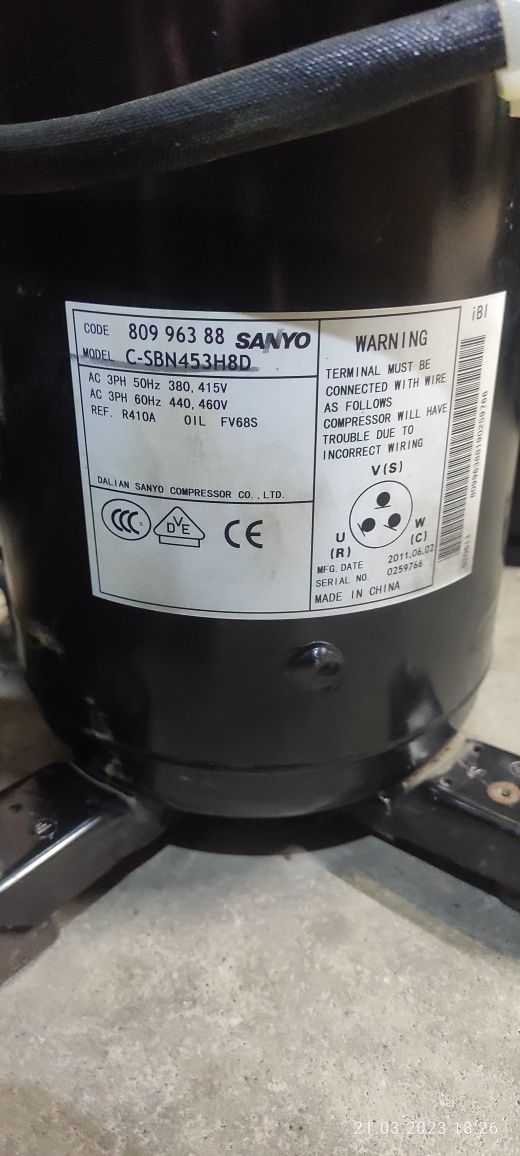 CODE 809 963 88 SANYO
MODEL C-SBN453H8D
AC 3PH 50Hz 380, 415V
AC 3PH 60Hz 440, 460V
REF. R410A OIL FV68S
DALIAN SANYO COMPRESSOR CO., LTD.
CCC
DVE
CE
WARNING
TERMINAL MUST BE
CONNECTED WITH WIRE
AS FOLLOWS
COMPRESSOR WILL HAVE
TROUBLE DUE TO
INCORRECT WIRING
V(S)
U
(R)
W
(C)
MFG. DATE 2011.06.02
SERIAL NO. 0259766
MADE IN CHINA
iBI
21.03.2023 18:26